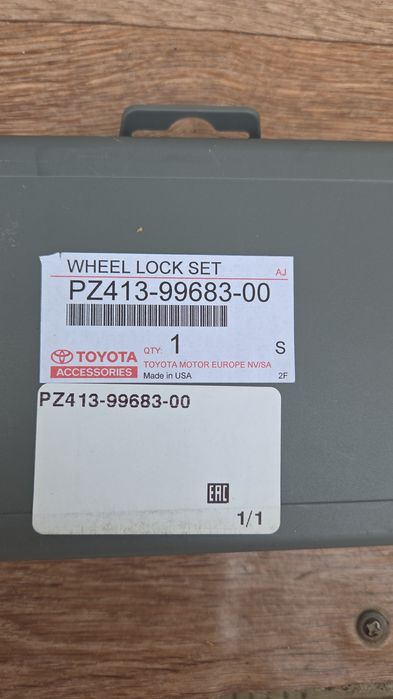 WHEEL LOCK SET
AJ
PZ413-99683-00
TOYOTA
ACCESSORIES
QTY: 1
S
TOYOTA MOTOR EUROPE NV/SA
Made in USA
2F
PZ413-99683-00
EAC
1/1